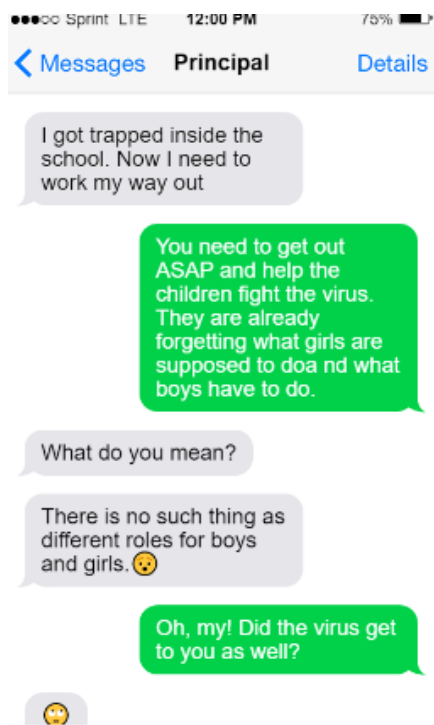 ●●●○○ Sprint LTE 12:00 PM 75%
Messages Principal Details
I got trapped inside the
school. Now I need to
work my way out
You need to get out
ASAP and help the
children fight the virus.
They are already
forgetting what girls are
supposed to doa nd what
boys have to do.
What do you mean?
There is no such thing as
different roles for boys
and girls.😯
Oh, my! Did the virus get
to you as well?
🙄